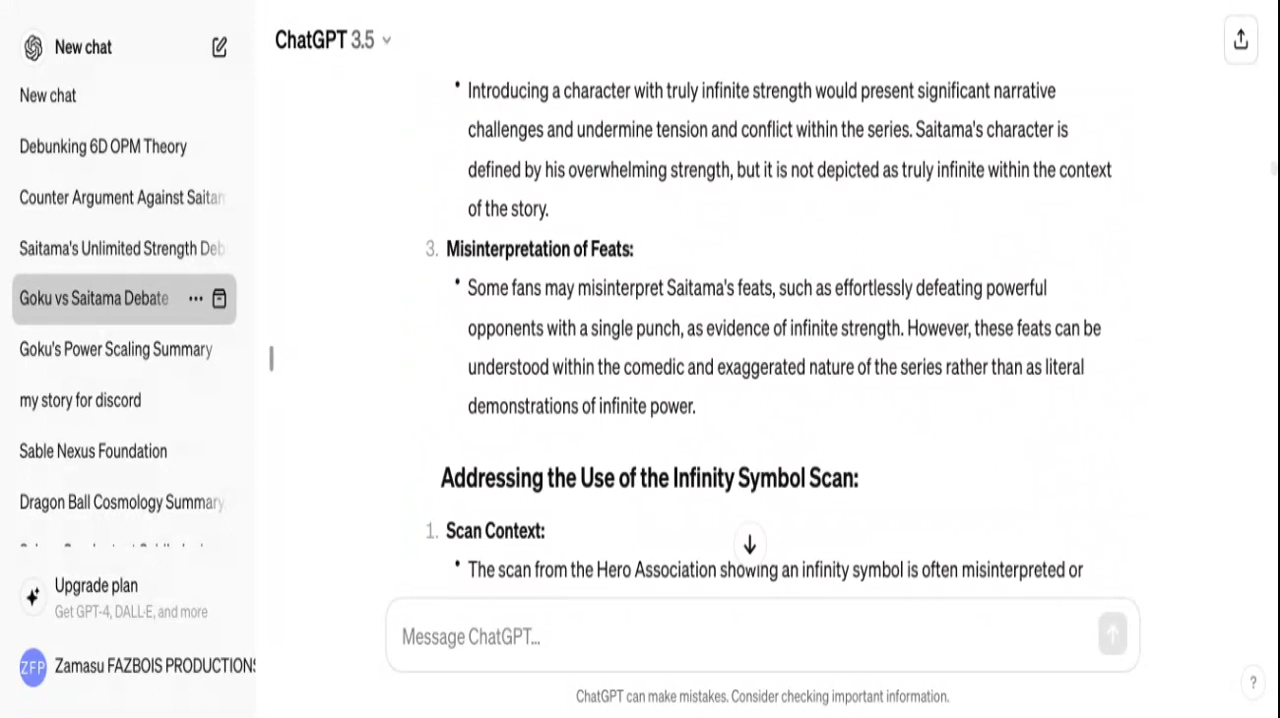 New chat
New chat
Debunking 6D OPM Theory
Counter Argument Against Saitam
Saitama's Unlimited Strength Deb
Goku vs Saitama Debate
Goku's Power Scaling Summary
my story for discord
Sable Nexus Foundation
Dragon Ball Cosmology Summary
Upgrade plan
Get GPT-4, DALL·E, and more
ZFP
Zamasu FAZBOIS PRODUCTIONS
ChatGPT 3.5
• Introducing a character with truly infinite strength would present significant narrative
challenges and undermine tension and conflict within the series. Saitama's character is
defined by his overwhelming strength, but it is not depicted as truly infinite within the context
of the story.
3. Misinterpretation of Feats:
• Some fans may misinterpret Saitama's feats, such as effortlessly defeating powerful
opponents with a single punch, as evidence of infinite strength. However, these feats can be
understood within the comedic and exaggerated nature of the series rather than as literal
demonstrations of infinite power.
Addressing the Use of the Infinity Symbol Scan:
1. Scan Context:
• The scan from the Hero Association showing an infinity symbol is often misinterpreted or
Message ChatGPT...
ChatGPT can make mistakes. Consider checking important information.
?